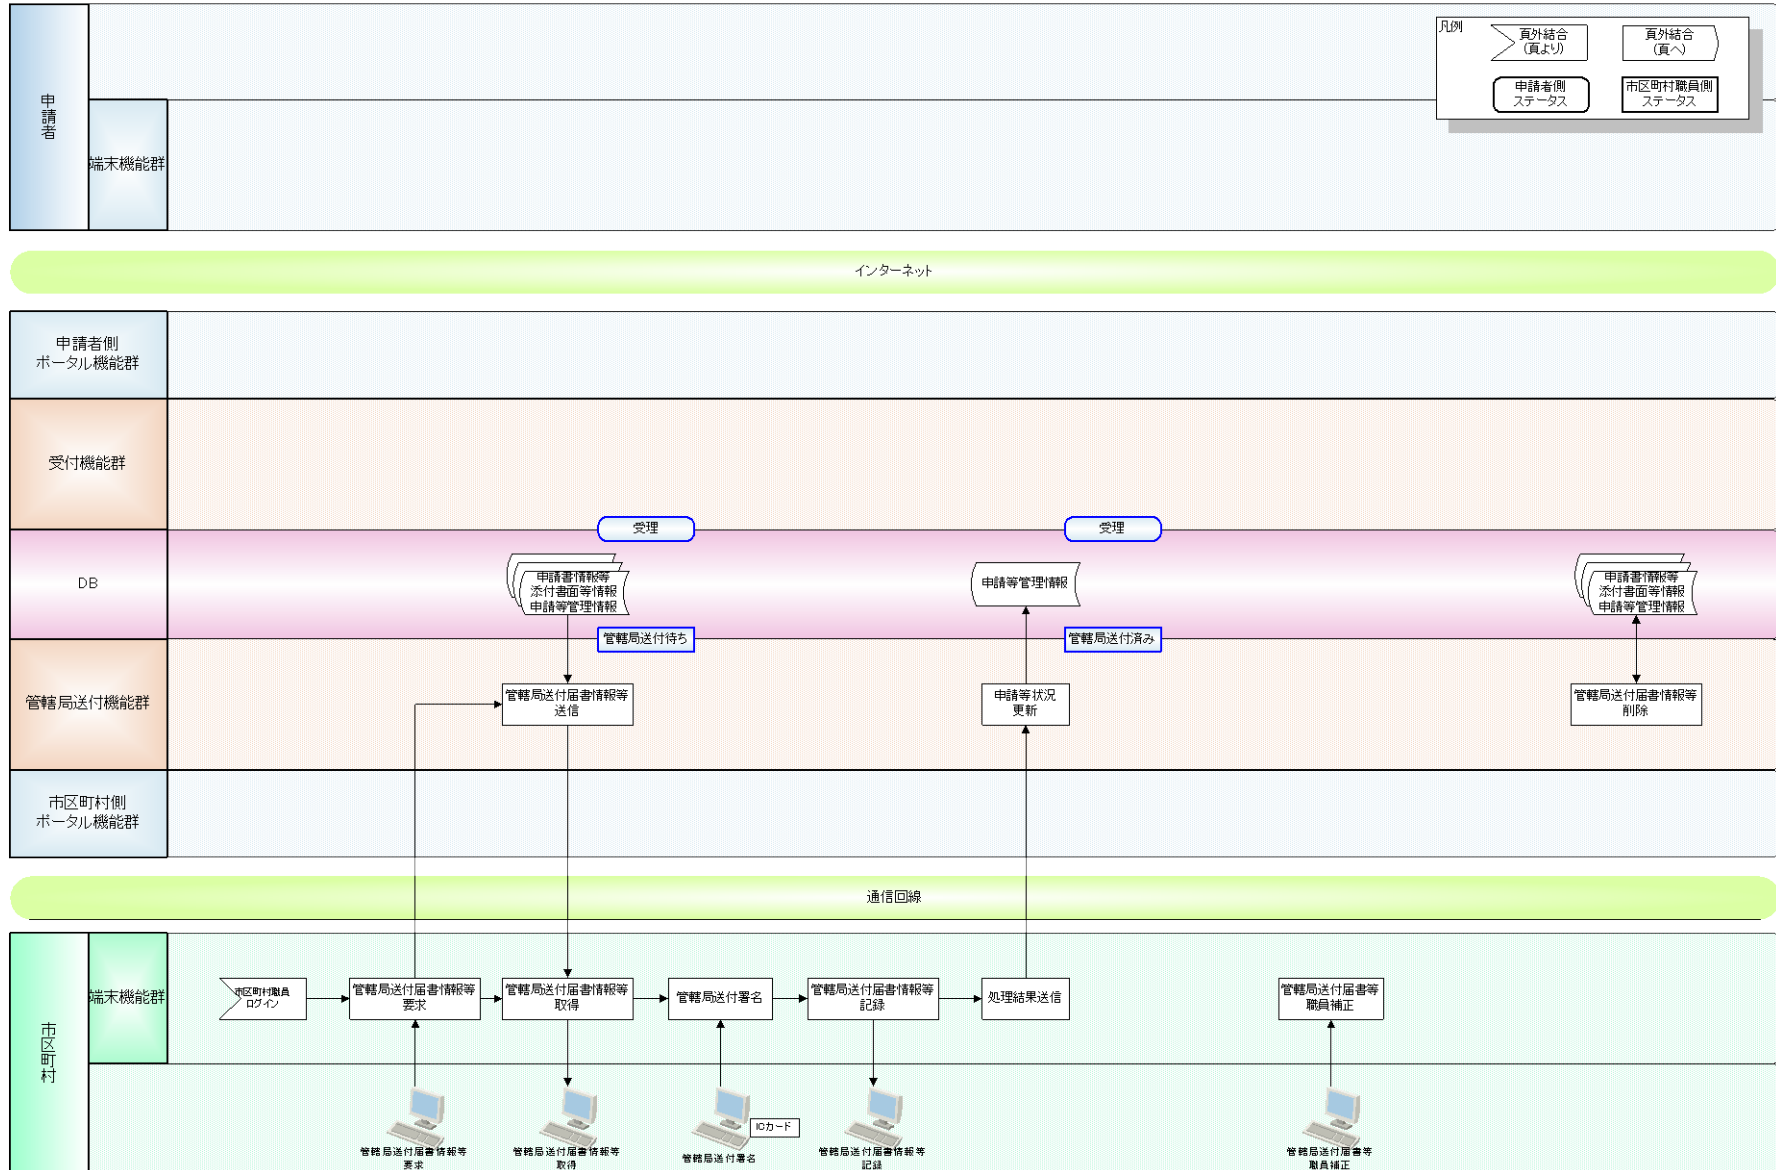 申請者
端末機能群
凡例
頁外結合
(頁より)
頁外結合
(頁へ)
申請者側
ステータス
市区町村職員側
ステータス
インターネット
申請者側
ポータル機能群
受付機能群
DB
受理
受理
申請書情報等
添付書面等情報
申請等管理情報
申請等管理情報
申請書情報等
添付書面等情報
申請等管理情報
管轄局送付待ち
管轄局送付済み
管轄局送付機能群
管轄局送付届書情報等
送信
申請等状況
更新
管轄局送付届書情報等
削除
市区町村側
ポータル機能群
通信回線
市区町村
端末機能群
市区町村職員
ログイン
管轄局送付届書情報等
要求
管轄局送付届書情報等
取得
管轄局送付署名
管轄局送付届書情報等
記録
処理結果送信
管轄局送付届書等
職員補正
ICカード
管轄局送付届書情報等
要求
管轄局送付届書情報等
取得
管轄局送付署名
管轄局送付届書情報等
記録
管轄局送付届書等
職員補正